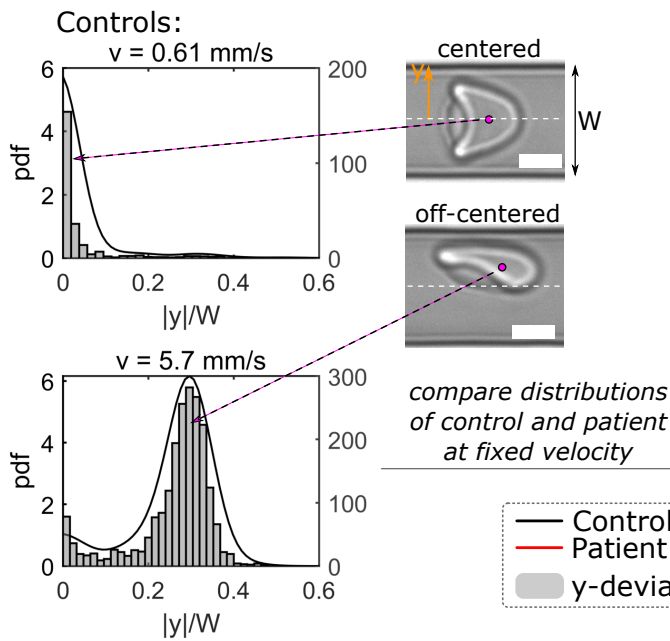 Controls:
v = 0.61 mm/s
6
4
2
0
pdf
200
100
0
0
0.2
0.4
0.6
|y|/W
centered
y
W
off-centered
v = 5.7 mm/s
6
4
2
0
pdf
300
200
100
0
0
0.2
0.4
0.6
|y|/W
compare distributions
of control and patient
at fixed velocity
Control
Patient
y-devia